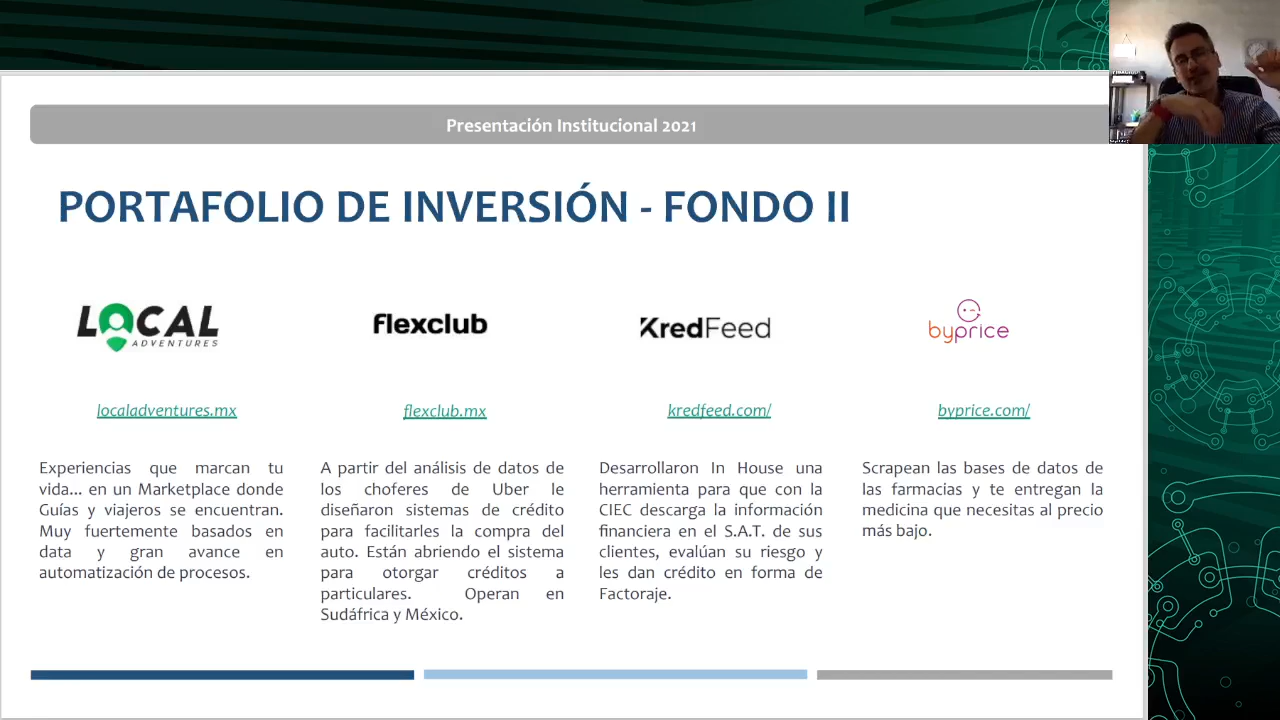 Presentación Institucional 2021
PORTAFOLIO DE INVERSIÓN - FONDO II
LOCAL
ADVENTURES
flexclub
KredFeed
byprice
localadventures.mx
flexclub.mx
kredfeed.com/
byprice.com/
Experiencias que marcan tu
vida... en un Marketplace donde
Guías y viajeros se encuentran.
Muy fuertemente basados en
data y gran avance en
automatización de procesos.
A partir del análisis de datos de
los choferes de Uber le
diseñaron sistemas de crédito
para facilitarles la compra del
auto. Están abriendo el sistema
para otorgar créditos a
particulares. Operan en
Sudáfrica y México.
Desarrollaron In House una
herramienta para que con la
CIEC descarga la información
financiera en el S.A.T. de sus
clientes, evalúan su riesgo y
les dan crédito en forma de
Factoraje.
Scrapean las bases de datos de
las farmacias y te entregan la
medicina que necesitas al precio
más bajo.